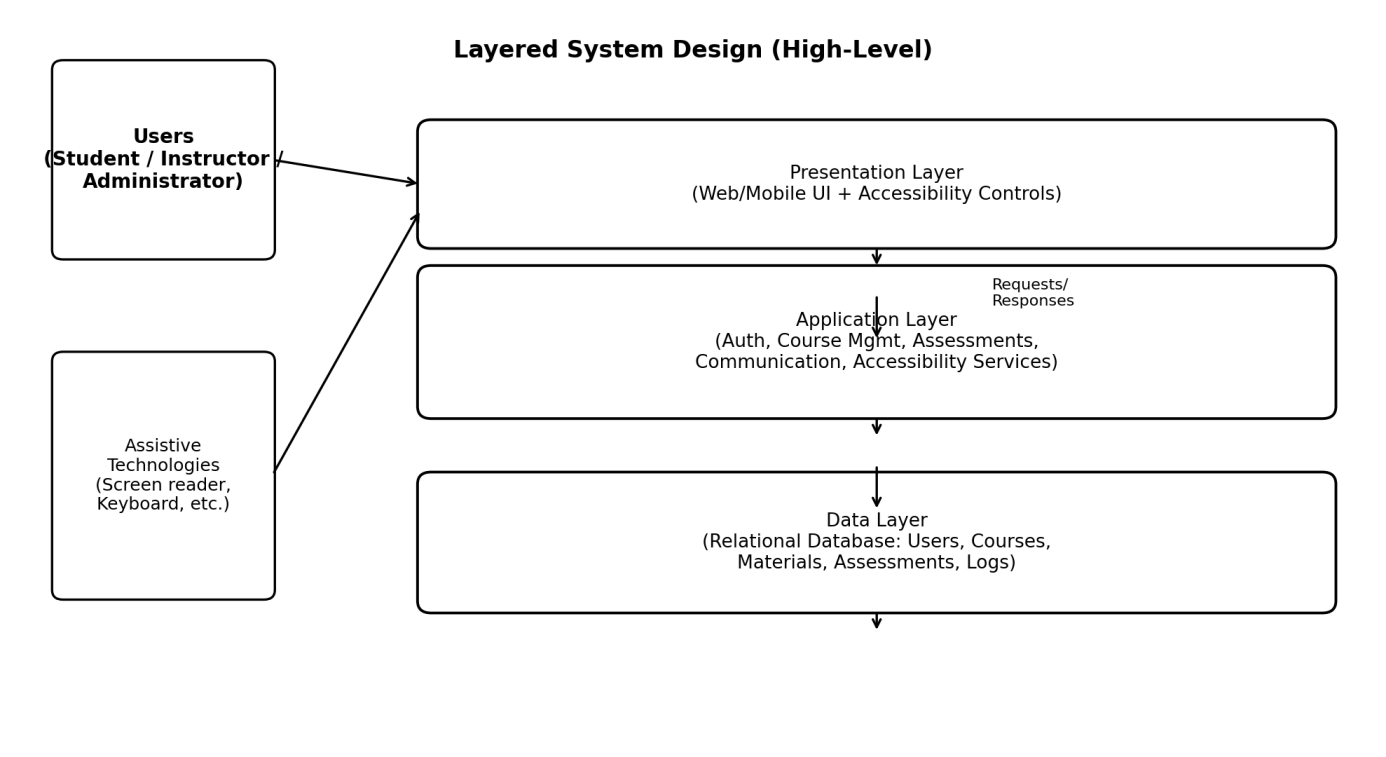 Layered System Design (High-Level)
Users
(Student / Instructor /
Administrator)
Presentation Layer
(Web/Mobile UI + Accessibility Controls)
Requests/
Responses
Application Layer
(Auth, Course Mgmt, Assessments,
Communication, Accessibility Services)
Assistive
Technologies
(Screen reader,
Keyboard, etc.)
Data Layer
(Relational Database: Users, Courses,
Materials, Assessments, Logs)